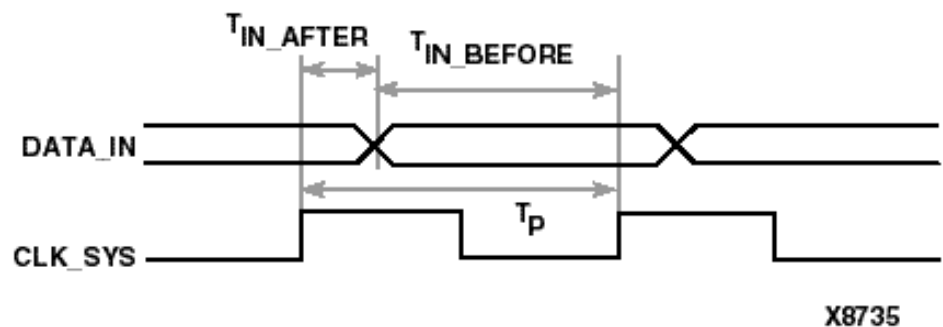 TIN_AFTER
TIN_BEFORE
DATA_IN
TP
CLK_SYS
X8735